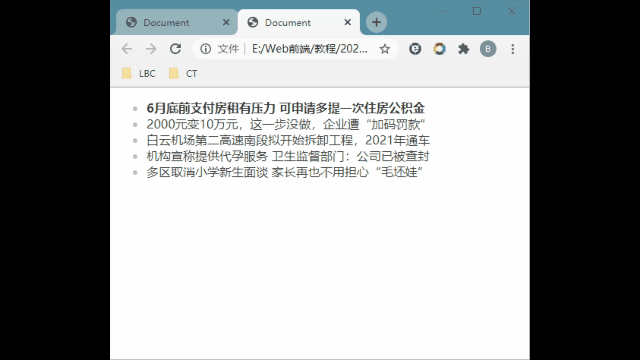 Document
Document
文件 E:/Web前端/教程/202...
B
LBC CT
6月底前支付房租有压力 可申请多提一次住房公积金
2000元变10万元，这一步没做，企业遭“加码罚款”
白云机场第二高速南段拟开始拆卸工程，2021年通车
机构宣称提供代孕服务 卫生监督部门：公司已被查封
多区取消小学新生面谈 家长再也不用担心“毛坯娃”